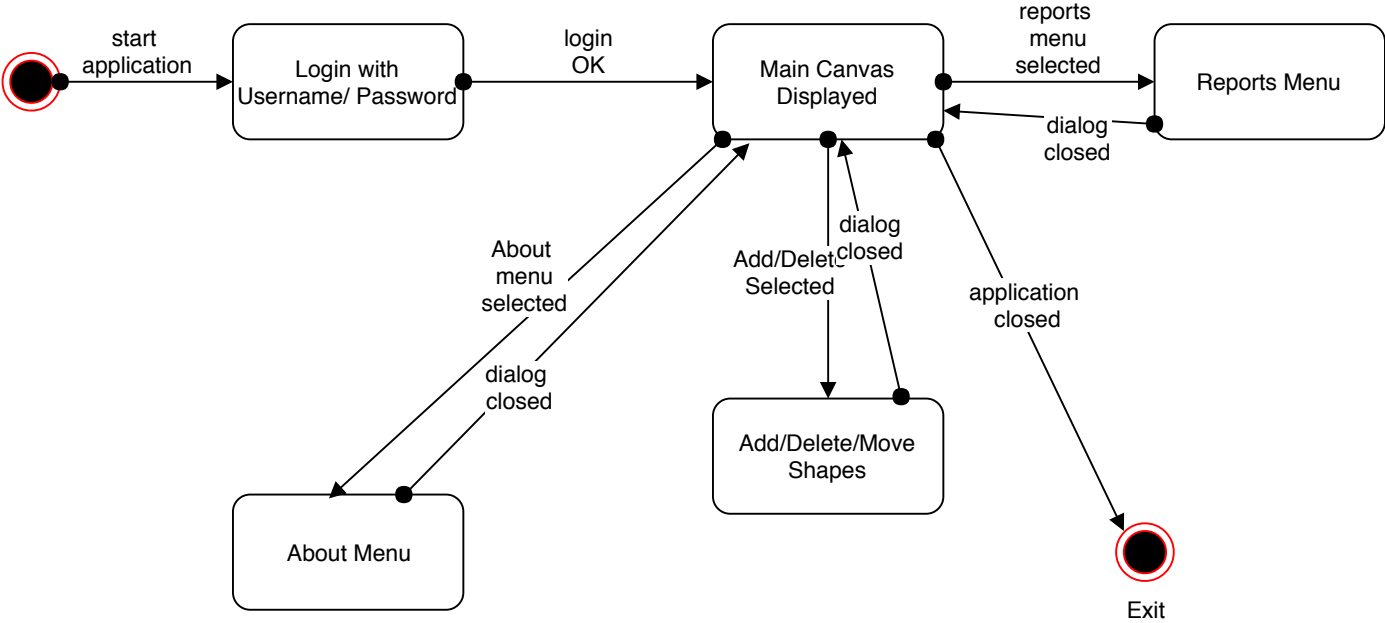 start
application
Login with
Username/ Password
login
OK
Main Canvas
Displayed
reports
menu
selected
Reports Menu
dialog
closed
About
menu
selected
dialog
closed
Add/Delete
Selected
dialog
closed
application
closed
Add/Delete/Move
Shapes
About Menu
Exit